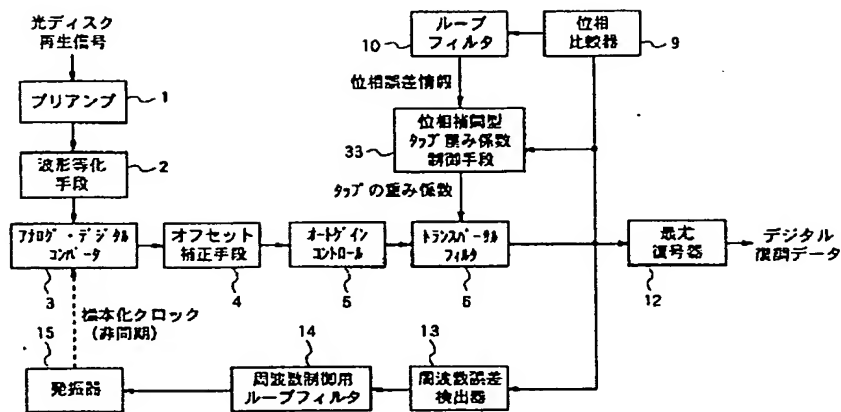 光ディスク
再生信号
プリアンプ
1
波形等化
手段
2
アナログ・デジタル
コンバータ
3
オフセット
補正手段
4
オートゲイン
コントロール
5
トランスバーサル
フィルタ
6
ループ
フィルタ
10
位相
比較器
9
位相誤差情報
位相補間型
タップ重み係数
制御手段
33
タップの重み係数
最尤
復号器
12
デジタル
復調データ
標本化クロック
(非同期)
15
発振器
14
周波数制御用
ループフィルタ
13
周波数誤差
検出器